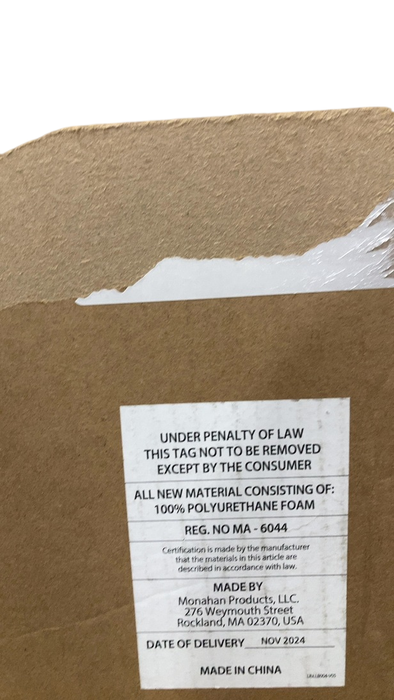 UNDER PENALTY OF LAW
THIS TAG NOT TO BE REMOVED
EXCEPT BY THE CONSUMER
ALL NEW MATERIAL CONSISTING OF:
100% POLYURETHANE FOAM
REG. NO MA - 6044
Certification is made by the manufacturer
that the materials in this article are
described in accordance with law.
MADE BY
Monahan Products, LLC.
276 Weymouth Street
Rockland, MA 02370, USA
DATE OF DELIVERY NOV 2024
MADE IN CHINA